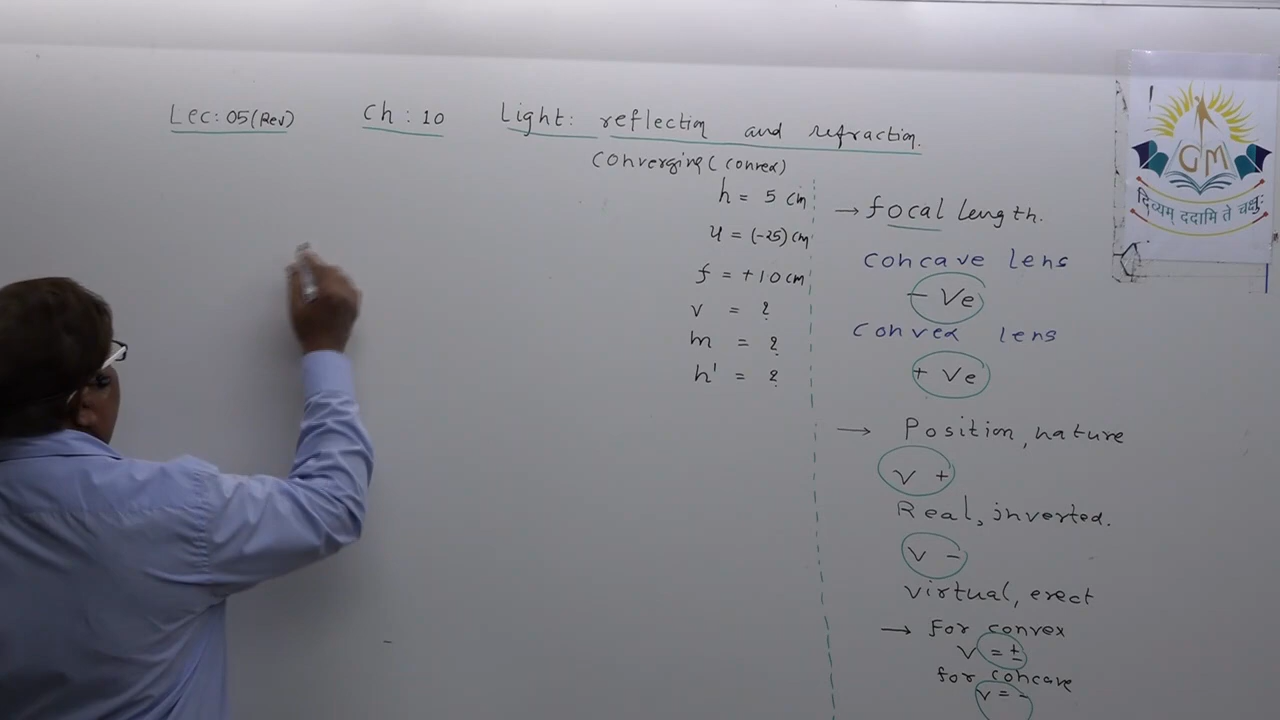 Lec: 05 (Rev) Ch : 10 Light: reflection and refraction.
Converging (convex)
h = 5 cm
u = (-25) cm
f = +10 cm
v = ?
m = ?
h' = ?
→ focal length.
concave lens
- Ve
convex lens
+ Ve
→ Position, nature
v +
Real, inverted.
v -
virtual, erect
→ for convex
v = ±
for concave
v = -
GM
दिव्यम् ददामि ते चक्षुः